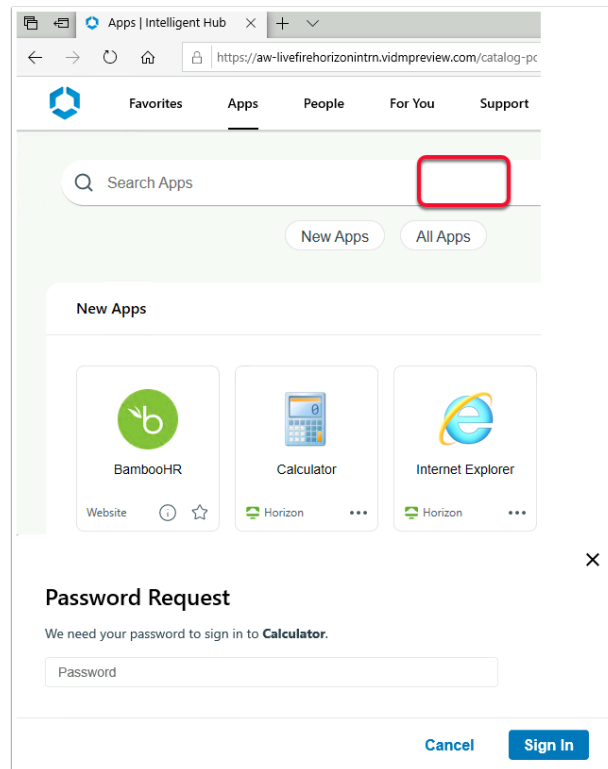 Apps | Intelligent Hub
https://aw-livefirehorizonintrn.vidmpreview.com/catalog-po
Favorites Apps People For You Support
Search Apps
New Apps All Apps
New Apps
BambooHR Calculator Internet Explorer
Website Horizon Horizon
Password Request
We need your password to sign in to Calculator.
Password
Cancel Sign In